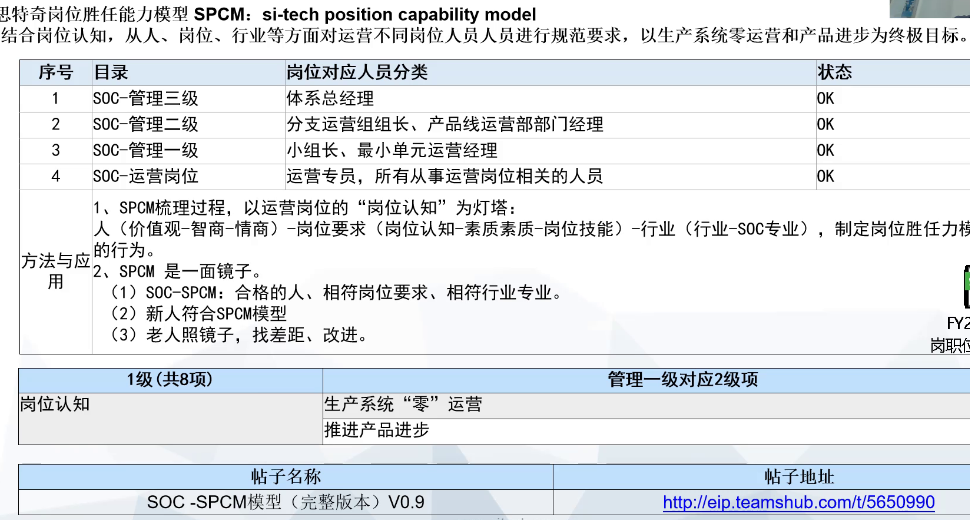 思特奇岗位胜任能力模型 SPCM：si-tech position capability model
结合岗位认知，从人、岗位、行业等方面对运营不同岗位人员人员进行规范要求，以生产系统零运营和产品进步为终极目标。
序号 目录 岗位对应人员分类 状态
1 SOC-管理三级 体系总经理 OK
2 SOC-管理二级 分支运营组组长、产品线运营部部门经理 OK
3 SOC-管理一级 小组长、最小单元运营经理 OK
4 SOC-运营岗位 运营专员，所有从事运营岗位相关的人员 OK
方法与应用
1、SPCM梳理过程，以运营岗位的“岗位认知”为灯塔：
人（价值观-智商-情商）-岗位要求（岗位认知-素质素质-岗位技能）-行业（行业-SOC专业），制定岗位胜任力模
的行为。
2、SPCM 是一面镜子。
（1）SOC-SPCM：合格的人、相符岗位要求、相符行业专业。
（2）新人符合SPCM模型
（3）老人照镜子，找差距、改进。
FY2
岗职位
1级(共8项) 管理一级对应2级项
岗位认知 生产系统“零”运营
推进产品进步
帖子名称 帖子地址
SOC -SPCM模型（完整版本）V0.9 http://eip.teamshub.com/t/5650990